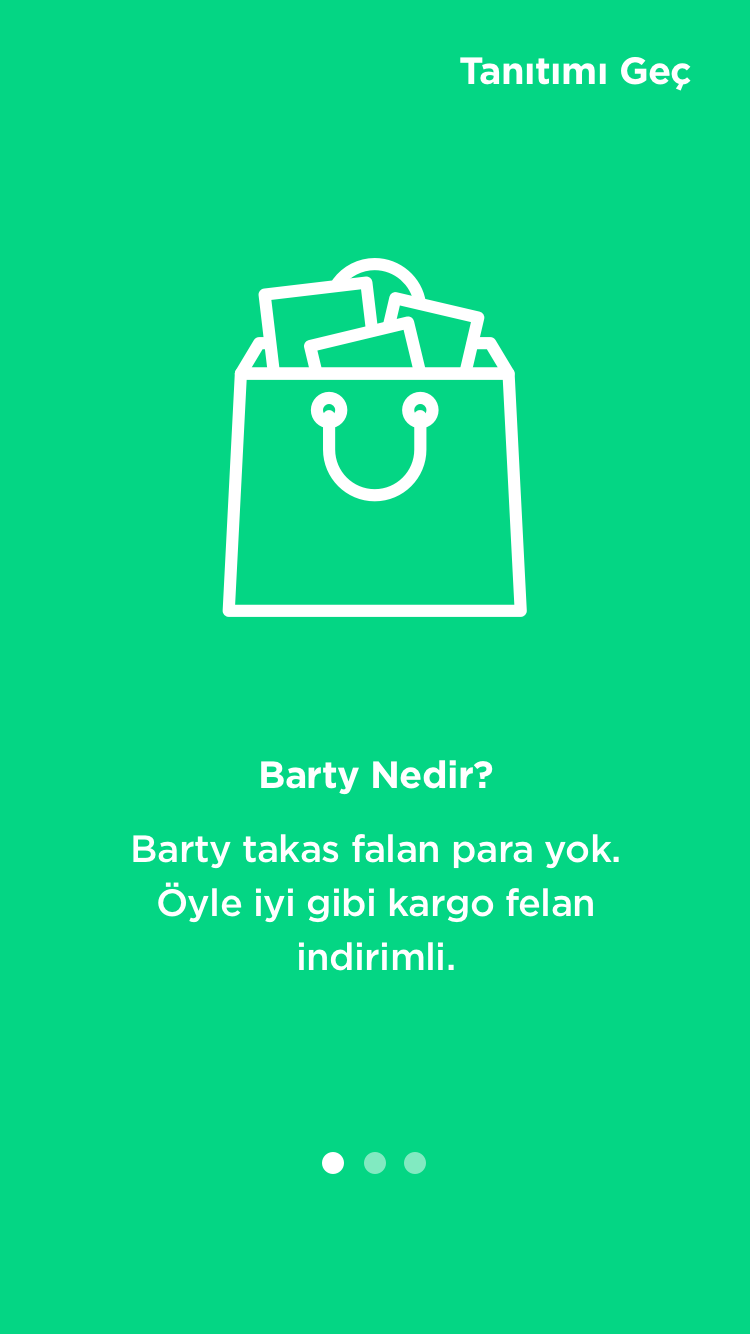 Tanıtımı Geç
Barty Nedir?
Barty takas falan para yok.
Öyle iyi gibi kargo felan
indirimli.